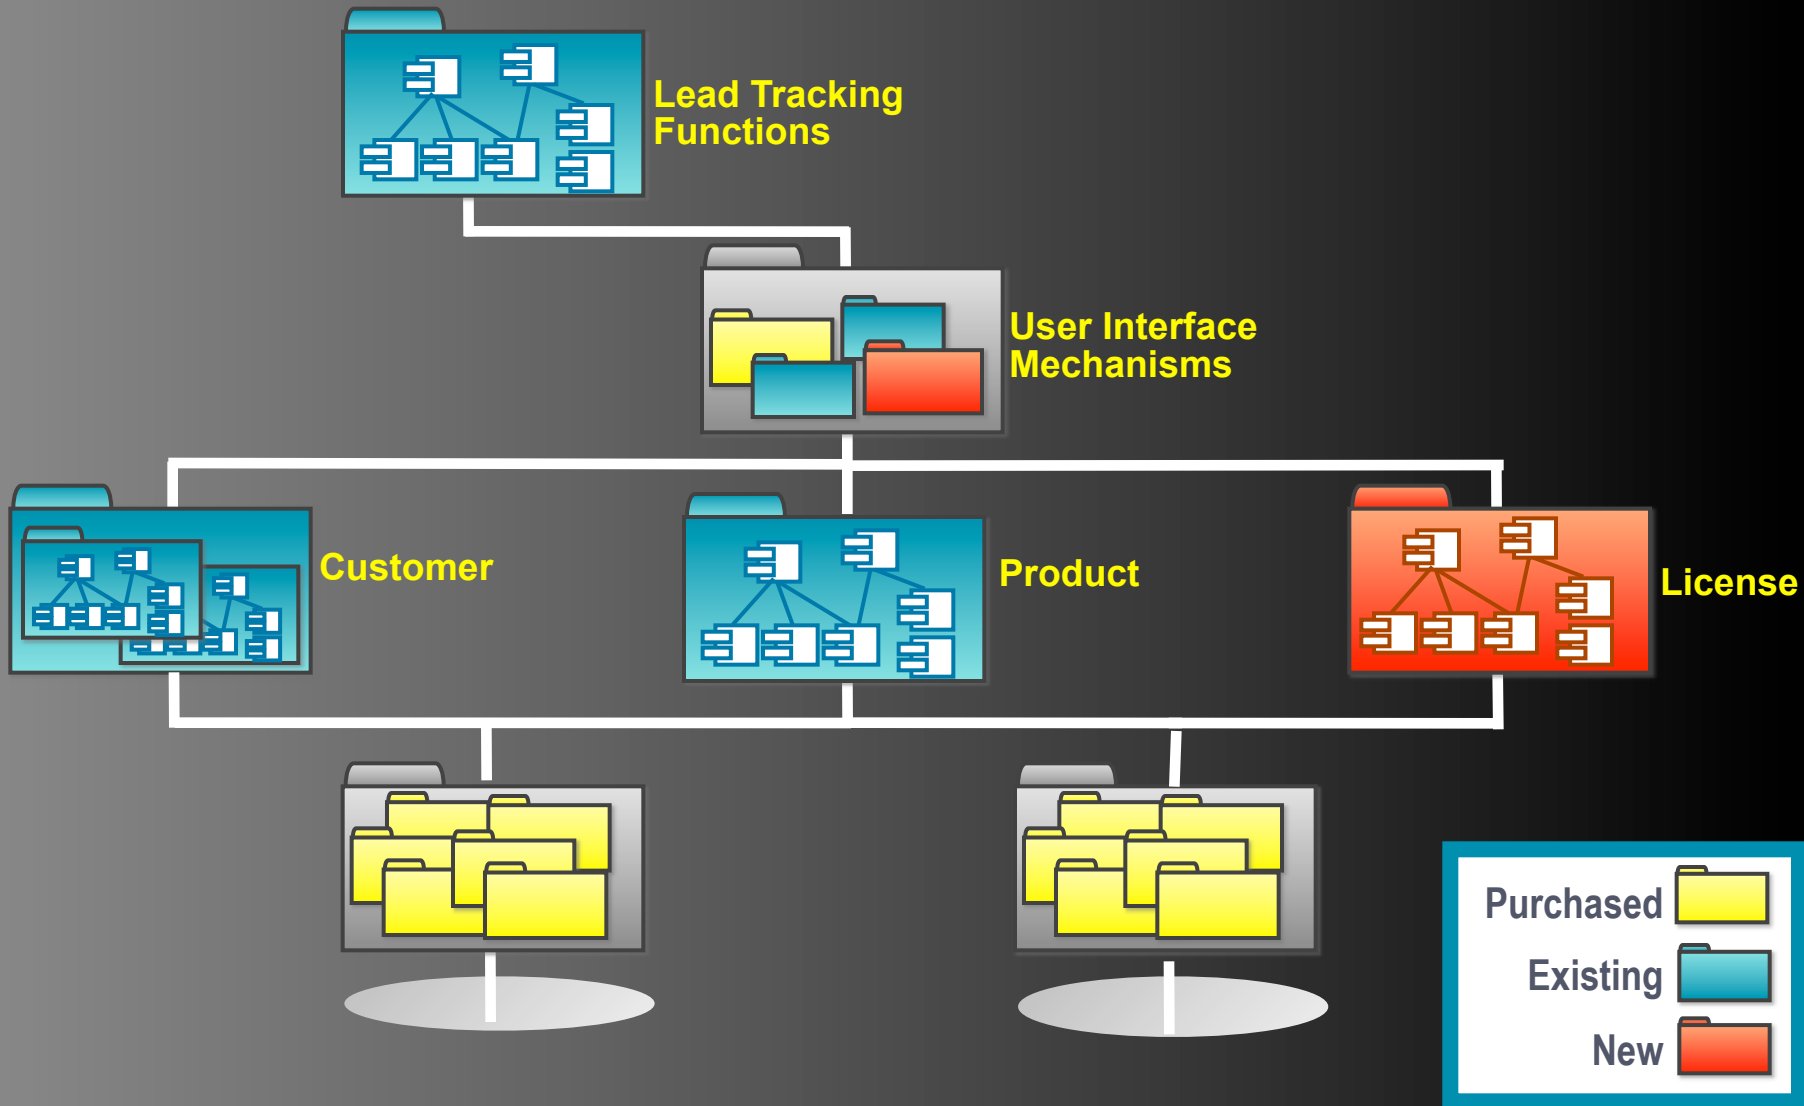 Lead Tracking
Functions
User Interface
Mechanisms
Customer
Product
License
Purchased
Existing
New